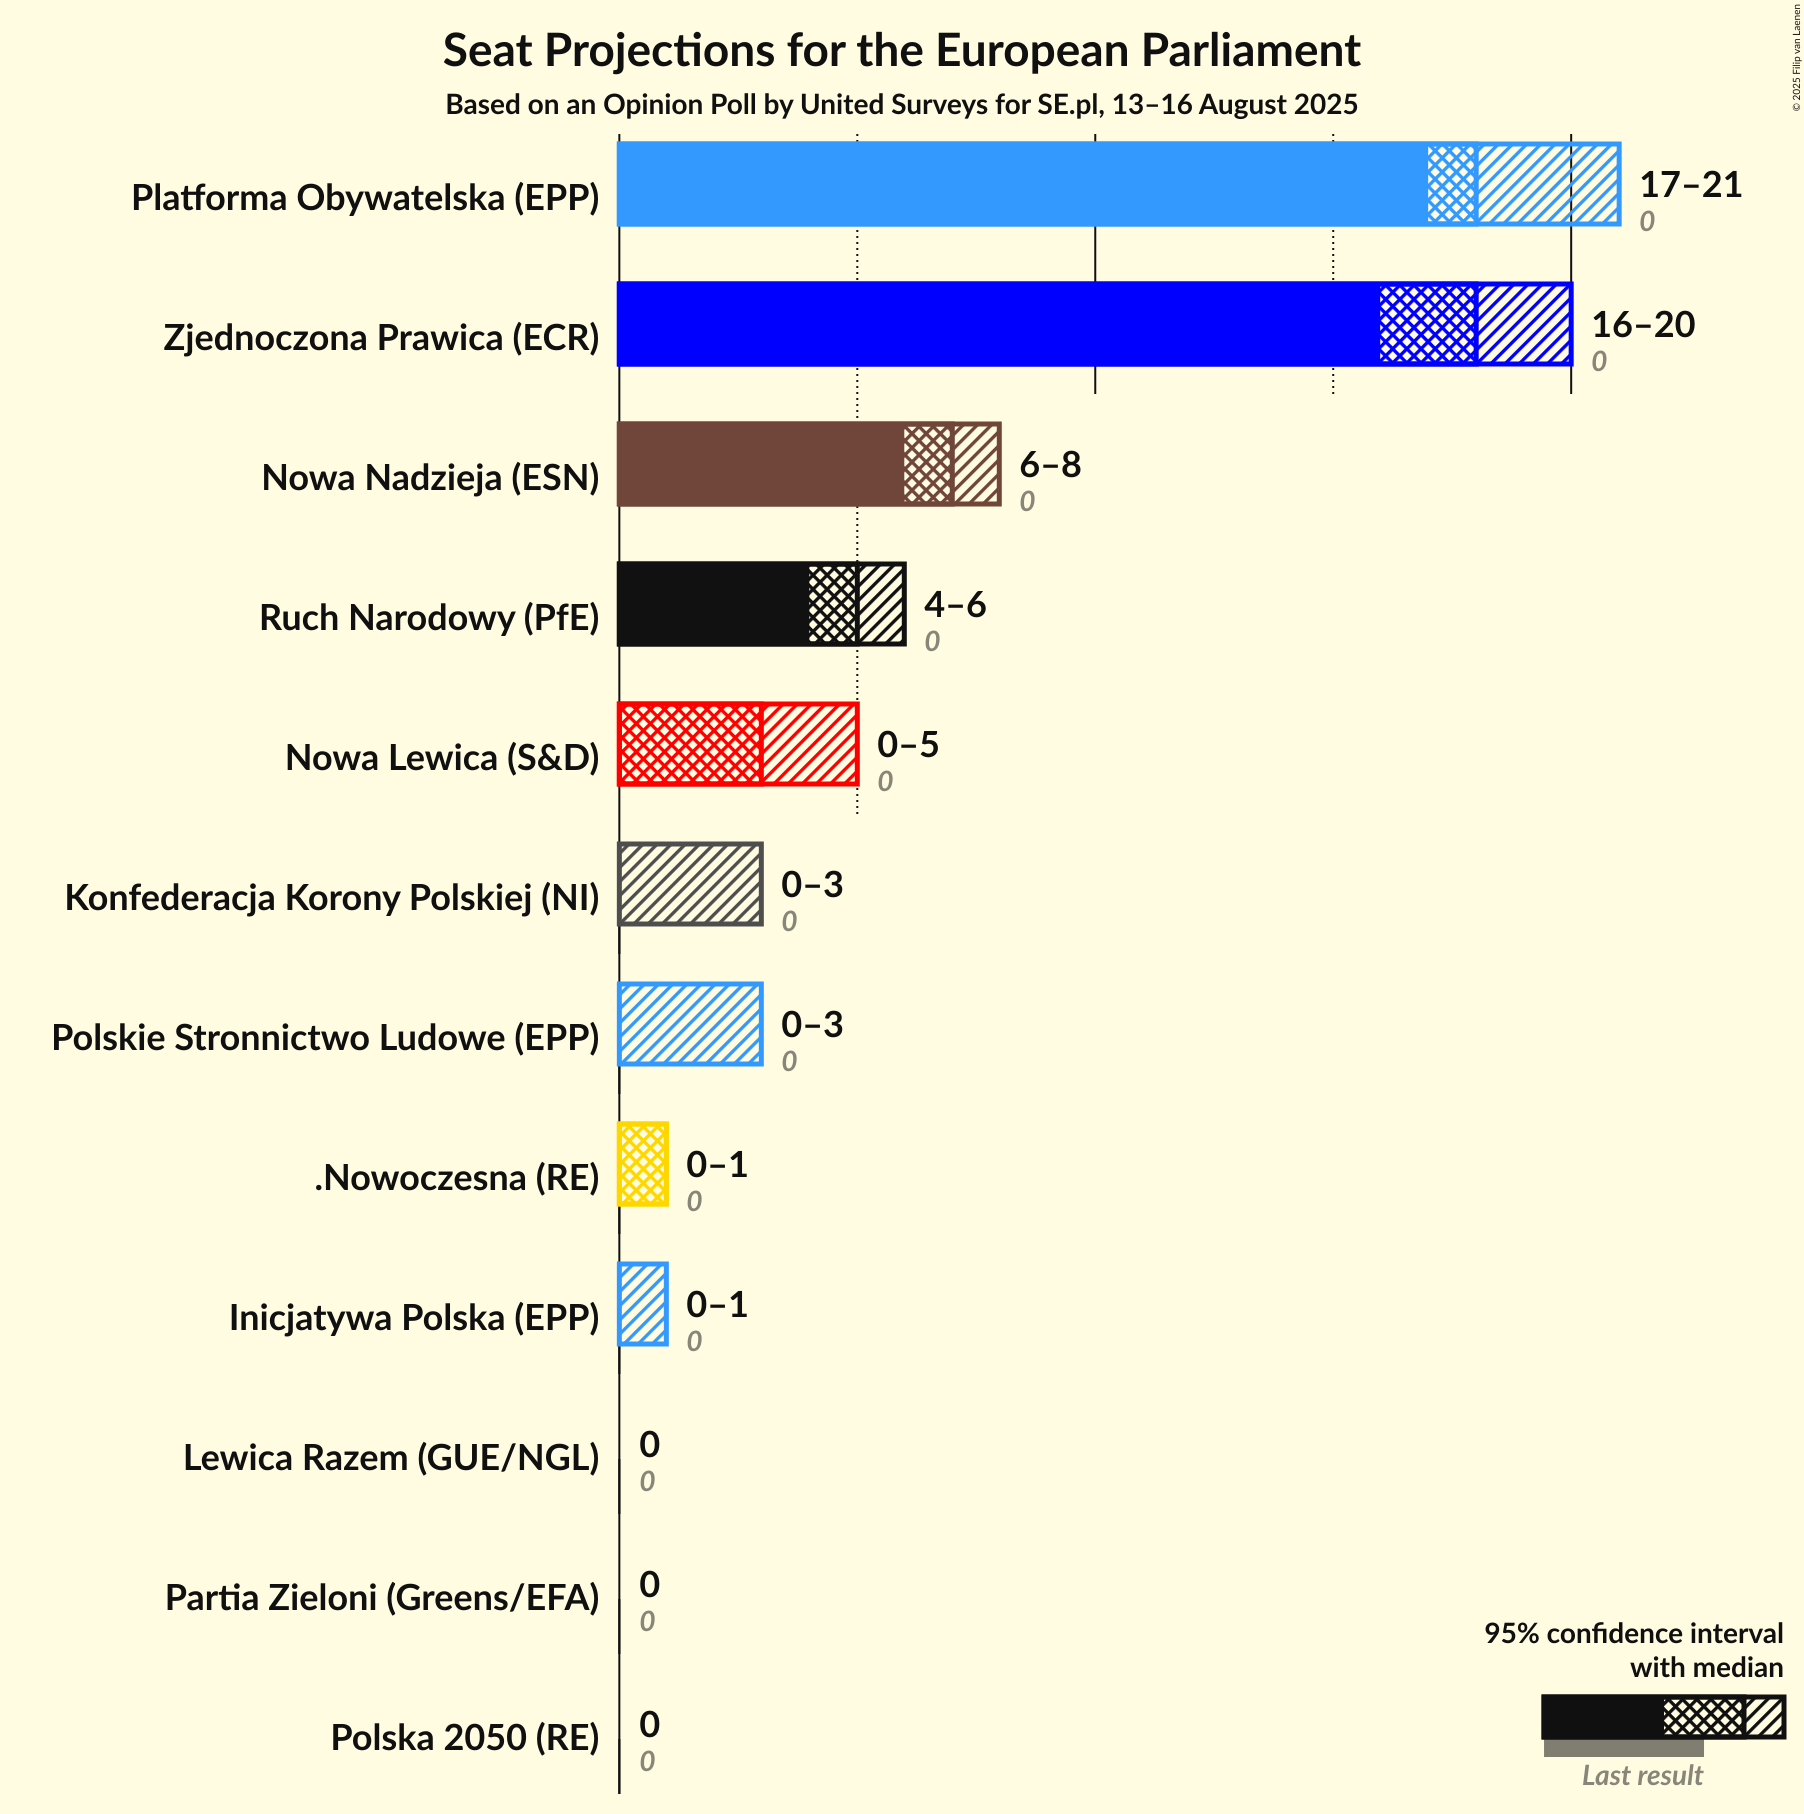 Seat Projections for the European Parliament
Based on an Opinion Poll by United Surveys for SE.pl, 13–16 August 2025
© 2025 Filip van Laenen
Platforma Obywatelska (EPP)
17–21
0
Zjednoczona Prawica (ECR)
16–20
0
Nowa Nadzieja (ESN)
6–8
0
Ruch Narodowy (PfE)
4–6
0
Nowa Lewica (S&D)
0–5
0
Konfederacja Korony Polskiej (NI)
0–3
0
Polskie Stronnictwo Ludowe (EPP)
0–3
0
.Nowoczesna (RE)
0–1
0
Inicjatywa Polska (EPP)
0–1
0
Lewica Razem (GUE/NGL)
0
0
Partia Zieloni (Greens/EFA)
0
0
Polska 2050 (RE)
0
0
95% confidence interval
with median
Last result